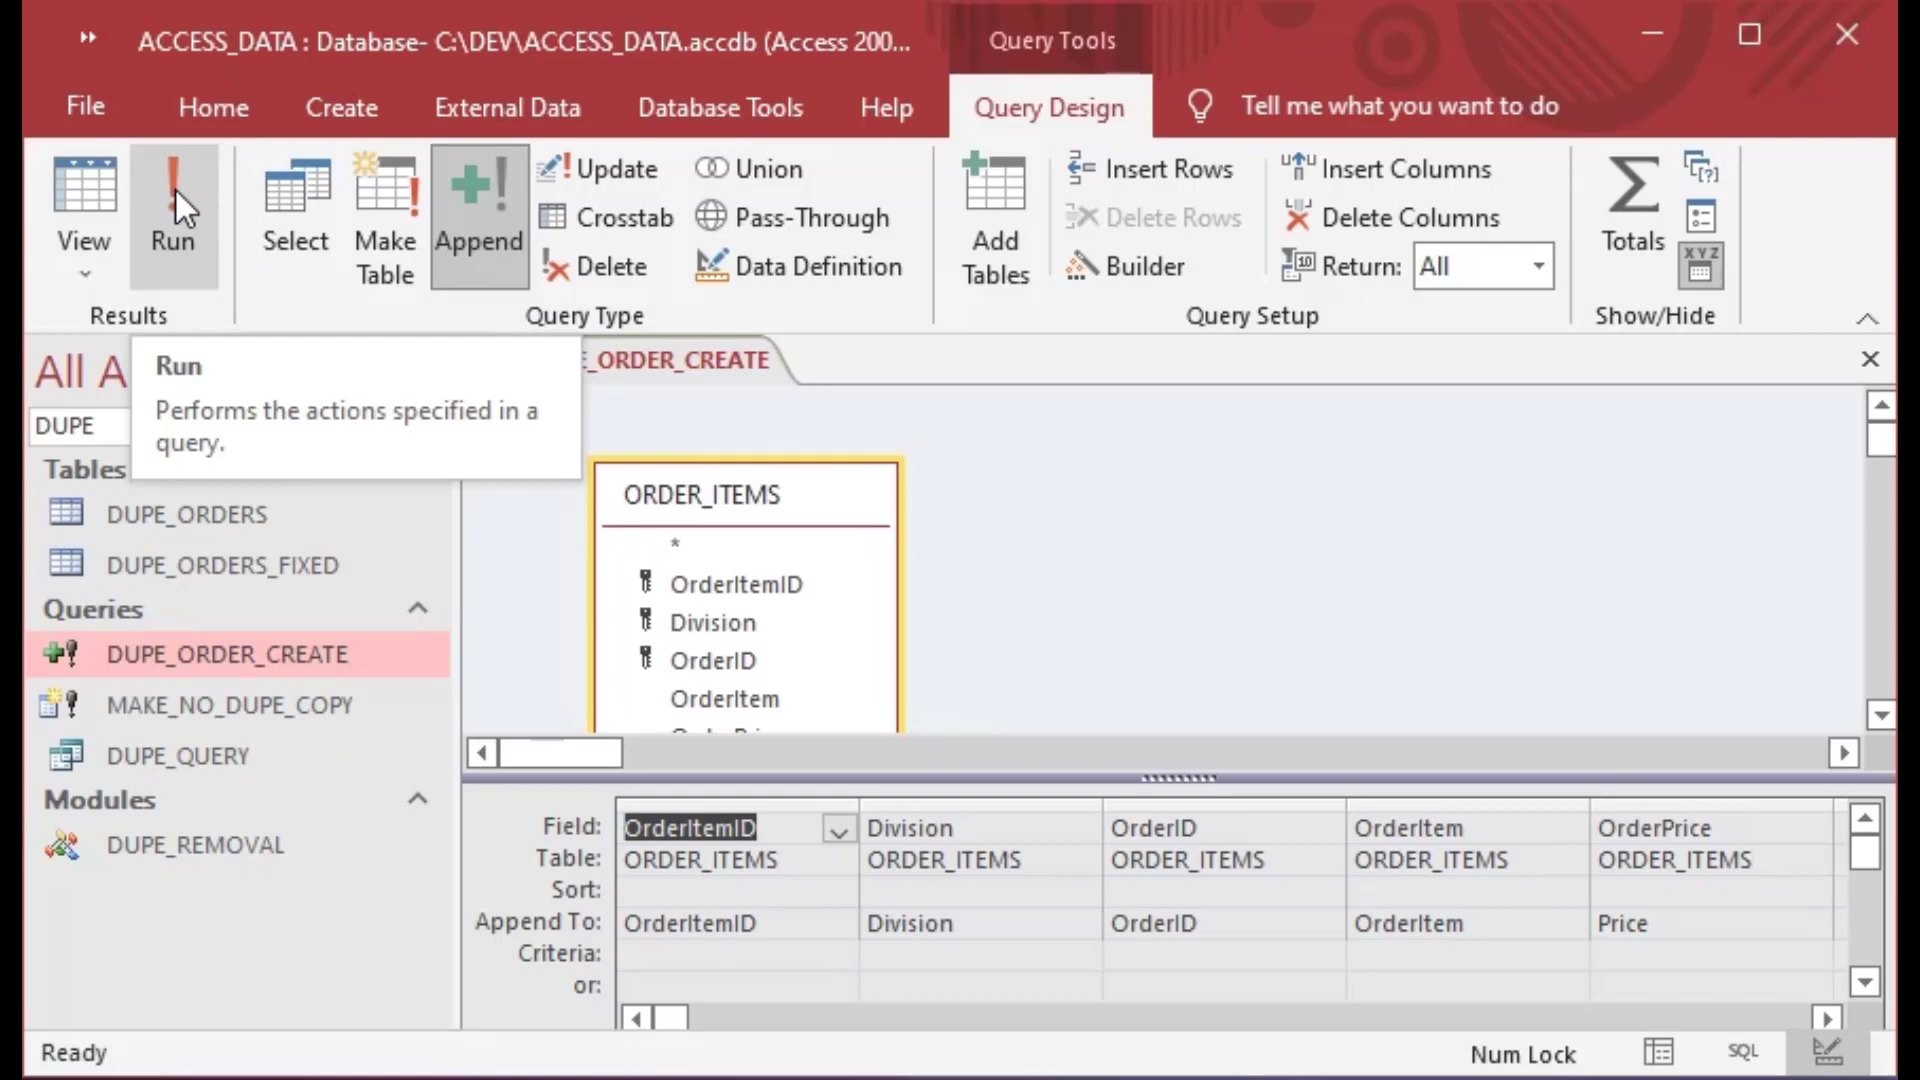 ACCESS_DATA : Database- C:\DEV\ACCESS_DATA.accdb (Access 200...
Query Tools
File
Home
Create
External Data
Database Tools
Help
Query Design
Tell me what you want to do
View
Run
Select
Make Table
Append
Update
Crosstab
Delete
Union
Pass-Through
Data Definition
Add Tables
Insert Rows
Delete Rows
Builder
Insert Columns
Delete Columns
Return: All
Totals
XYZ
Results
Query Type
Query Setup
Show/Hide
All A
Run
Performs the actions specified in a
query.
E_ORDER_CREATE
DUPE
Tables
DUPE_ORDERS
DUPE_ORDERS_FIXED
Queries
DUPE_ORDER_CREATE
MAKE_NO_DUPE_COPY
DUPE_QUERY
Modules
DUPE_REMOVAL
ORDER_ITEMS
*
OrderItemID
Division
OrderID
OrderItem
Field: OrderItemID Division OrderID OrderItem OrderPrice
Table: ORDER_ITEMS ORDER_ITEMS ORDER_ITEMS ORDER_ITEMS ORDER_ITEMS
Sort:
Append To: OrderItemID Division OrderID OrderItem Price
Criteria:
or:
Ready
Num Lock
SQL